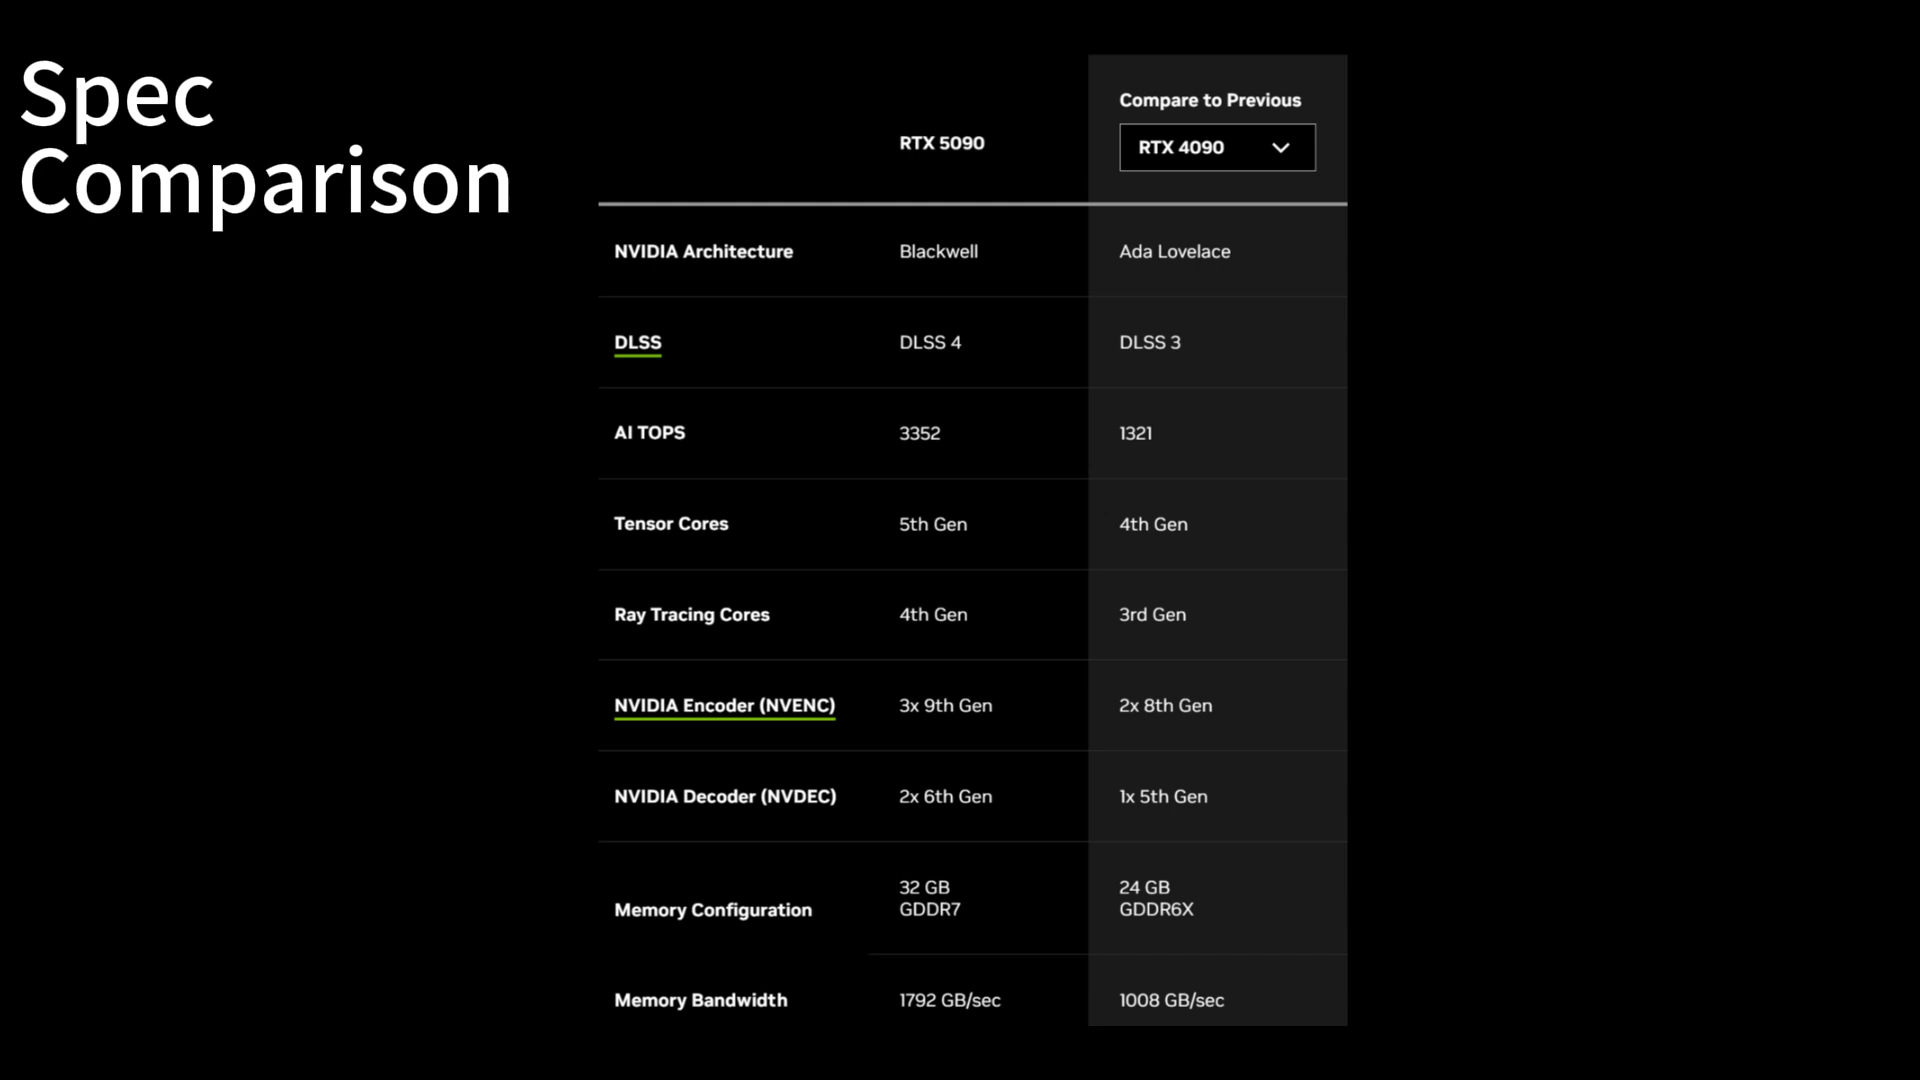 Spec
Comparison
RTX 5090
Compare to Previous
RTX 4090
NVIDIA Architecture
Blackwell
Ada Lovelace
DLSS
DLSS 4
DLSS 3
AI TOPS
3352
1321
Tensor Cores
5th Gen
4th Gen
Ray Tracing Cores
4th Gen
3rd Gen
NVIDIA Encoder (NVENC)
3x 9th Gen
2x 8th Gen
NVIDIA Decoder (NVDEC)
2x 6th Gen
1x 5th Gen
Memory Configuration
32 GB
GDDR7
24 GB
GDDR6X
Memory Bandwidth
1792 GB/sec
1008 GB/sec